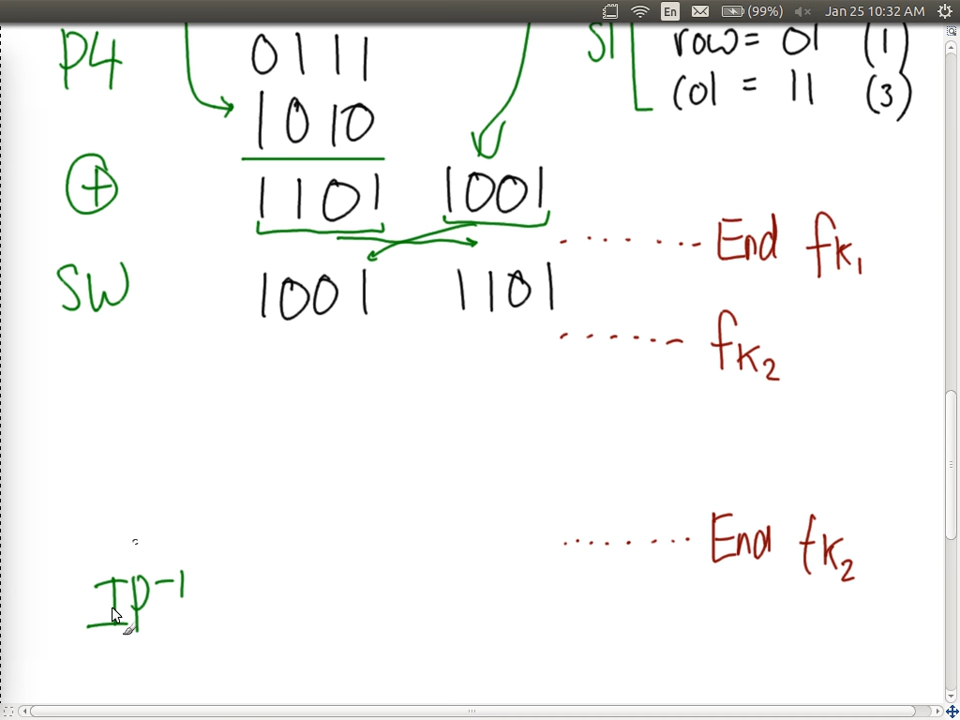 En (99%) Jan 25 10:32 AM
P4 0111 S1 row = 01 (1)
1010 col = 11 (3)
⊕ 1101 1001
....... End fK1
SW 1001 1101
....... fK2
........ End fK2
IP-1